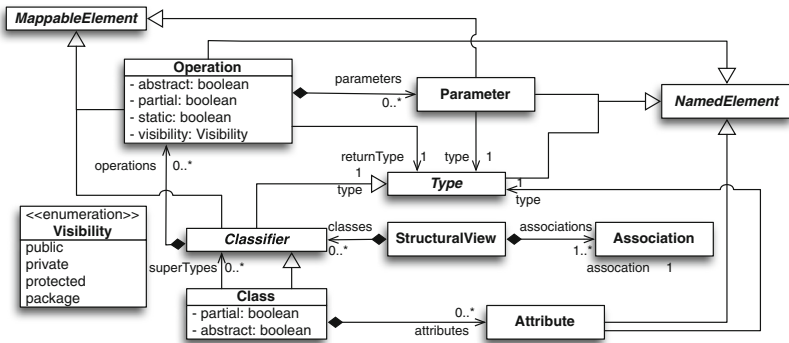 MappableElement
Operation
- abstract: boolean
- partial: boolean
- static: boolean
- visibility: Visibility
parameters
0..*
Parameter
NamedElement
operations
0..*
returnType
1
type
1
1
type
Type
1
type
<<enumeration>>
Visibility
public
private
protected
package
Classifier
classes
0..*
StructuralView
associations
1..*
Association
assocation 1
superTypes
0..*
Class
- partial: boolean
- abstract: boolean
0..*
attributes
Attribute